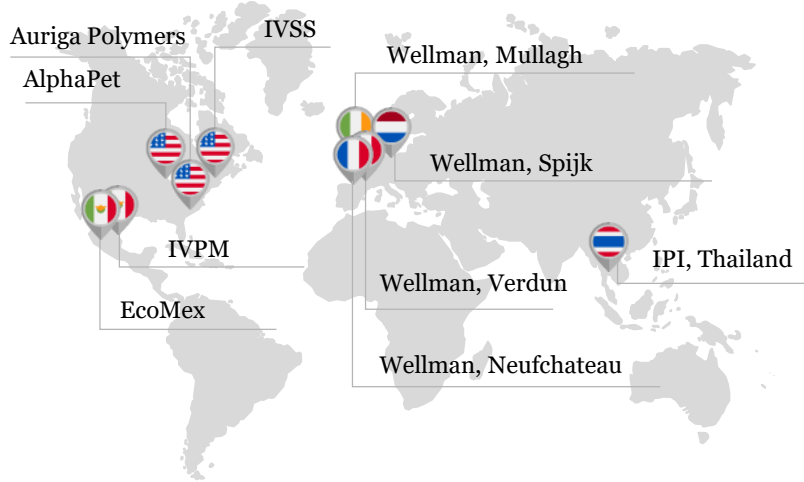 Auriga Polymers
IVSS
AlphaPet
Wellman, Mullagh
Wellman, Spijk
IVPM
IPI, Thailand
Wellman, Verdun
EcoMex
Wellman, Neufchateau